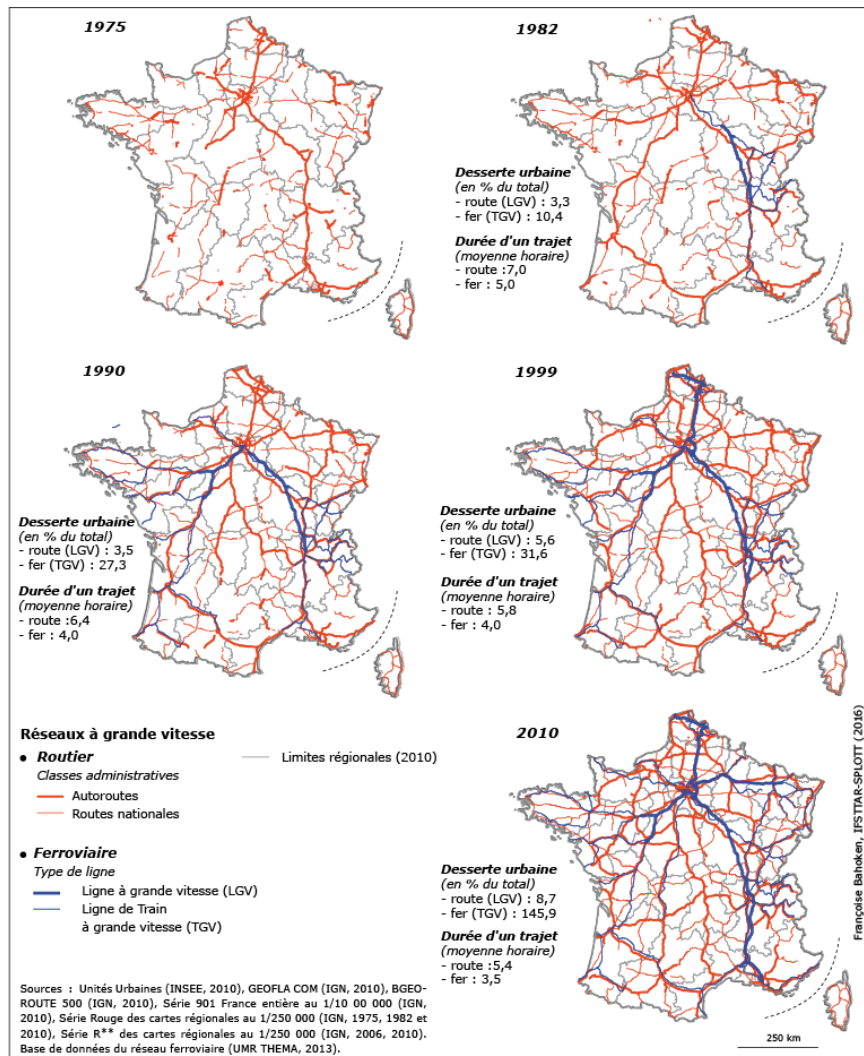 1975
1982
Desserte urbaine
(en % du total)
- route (LGV) : 3,3
- fer (TGV) : 10,4
Durée d'un trajet
(moyenne horaire)
- route :7,0
- fer : 5,0
1990
1999
Desserte urbaine
(en % du total)
- route (LGV) : 3,5
- fer (TGV) : 27,3
Durée d'un trajet
(moyenne horaire)
- route :6,4
- fer : 4,0
Desserte urbaine
(en % du total)
- route (LGV) : 5,6
- fer (TGV) : 31,6
Durée d'un trajet
(moyenne horaire)
- route : 5,8
- fer : 4,0
Réseaux à grande vitesse
• Routier
Classes administratives
Autoroutes
Routes nationales
Limites régionales (2010)
• Ferroviaire
Type de ligne
Ligne à grande vitesse (LGV)
Ligne de Train
à grande vitesse (TGV)
2010
Desserte urbaine
(en % du total)
- route (LGV) : 8,7
- fer (TGV) : 145,9
Durée d'un trajet
(moyenne horaire)
- route :5,4
- fer : 3,5
250 km
Sources : Unités Urbaines (INSEE, 2010), GEOFLA COM (IGN, 2010), BGEO-
ROUTE 500 (IGN, 2010), Série 901 France entière au 1/10 00 000 (IGN,
2010), Série Rouge des cartes régionales au 1/250 000 (IGN, 1975, 1982 et
2010), Série R** des cartes régionales au 1/250 000 (IGN, 2006, 2010).
Base de données du réseau ferroviaire (UMR THEMA, 2013).
Françoise Bahoken, IFSTTAR-SPLOTT (2016)